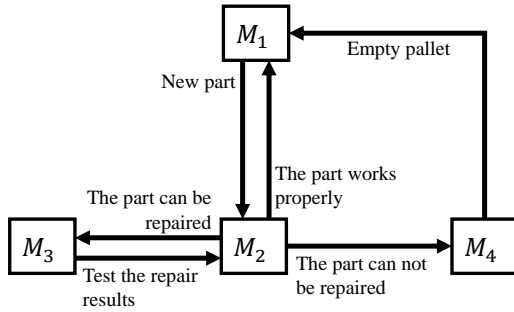 M1
Empty pallet
New part
The part works
properly
The part can be
repaired
M3
M2
M4
Test the repair
results
The part can not
be repaired